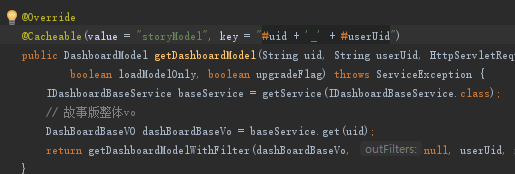 @Override
@Cacheable(value = "storyModel", key = "#uid + '_' + #userUid")
public DashboardModel getDashboardModel(String uid, String userUid, HttpServletRequ
boolean loadModelOnly, boolean upgradeFlag) throws ServiceException {
IDashboardBaseService baseService = getService(IDashboardBaseService.class);
// 故事版整体vo
DashBoardBaseVO dashBoardBaseVo = baseService.get(uid);
return getDashboardModelWithFilter(dashBoardBaseVo, outFilters: null, userUid,
}